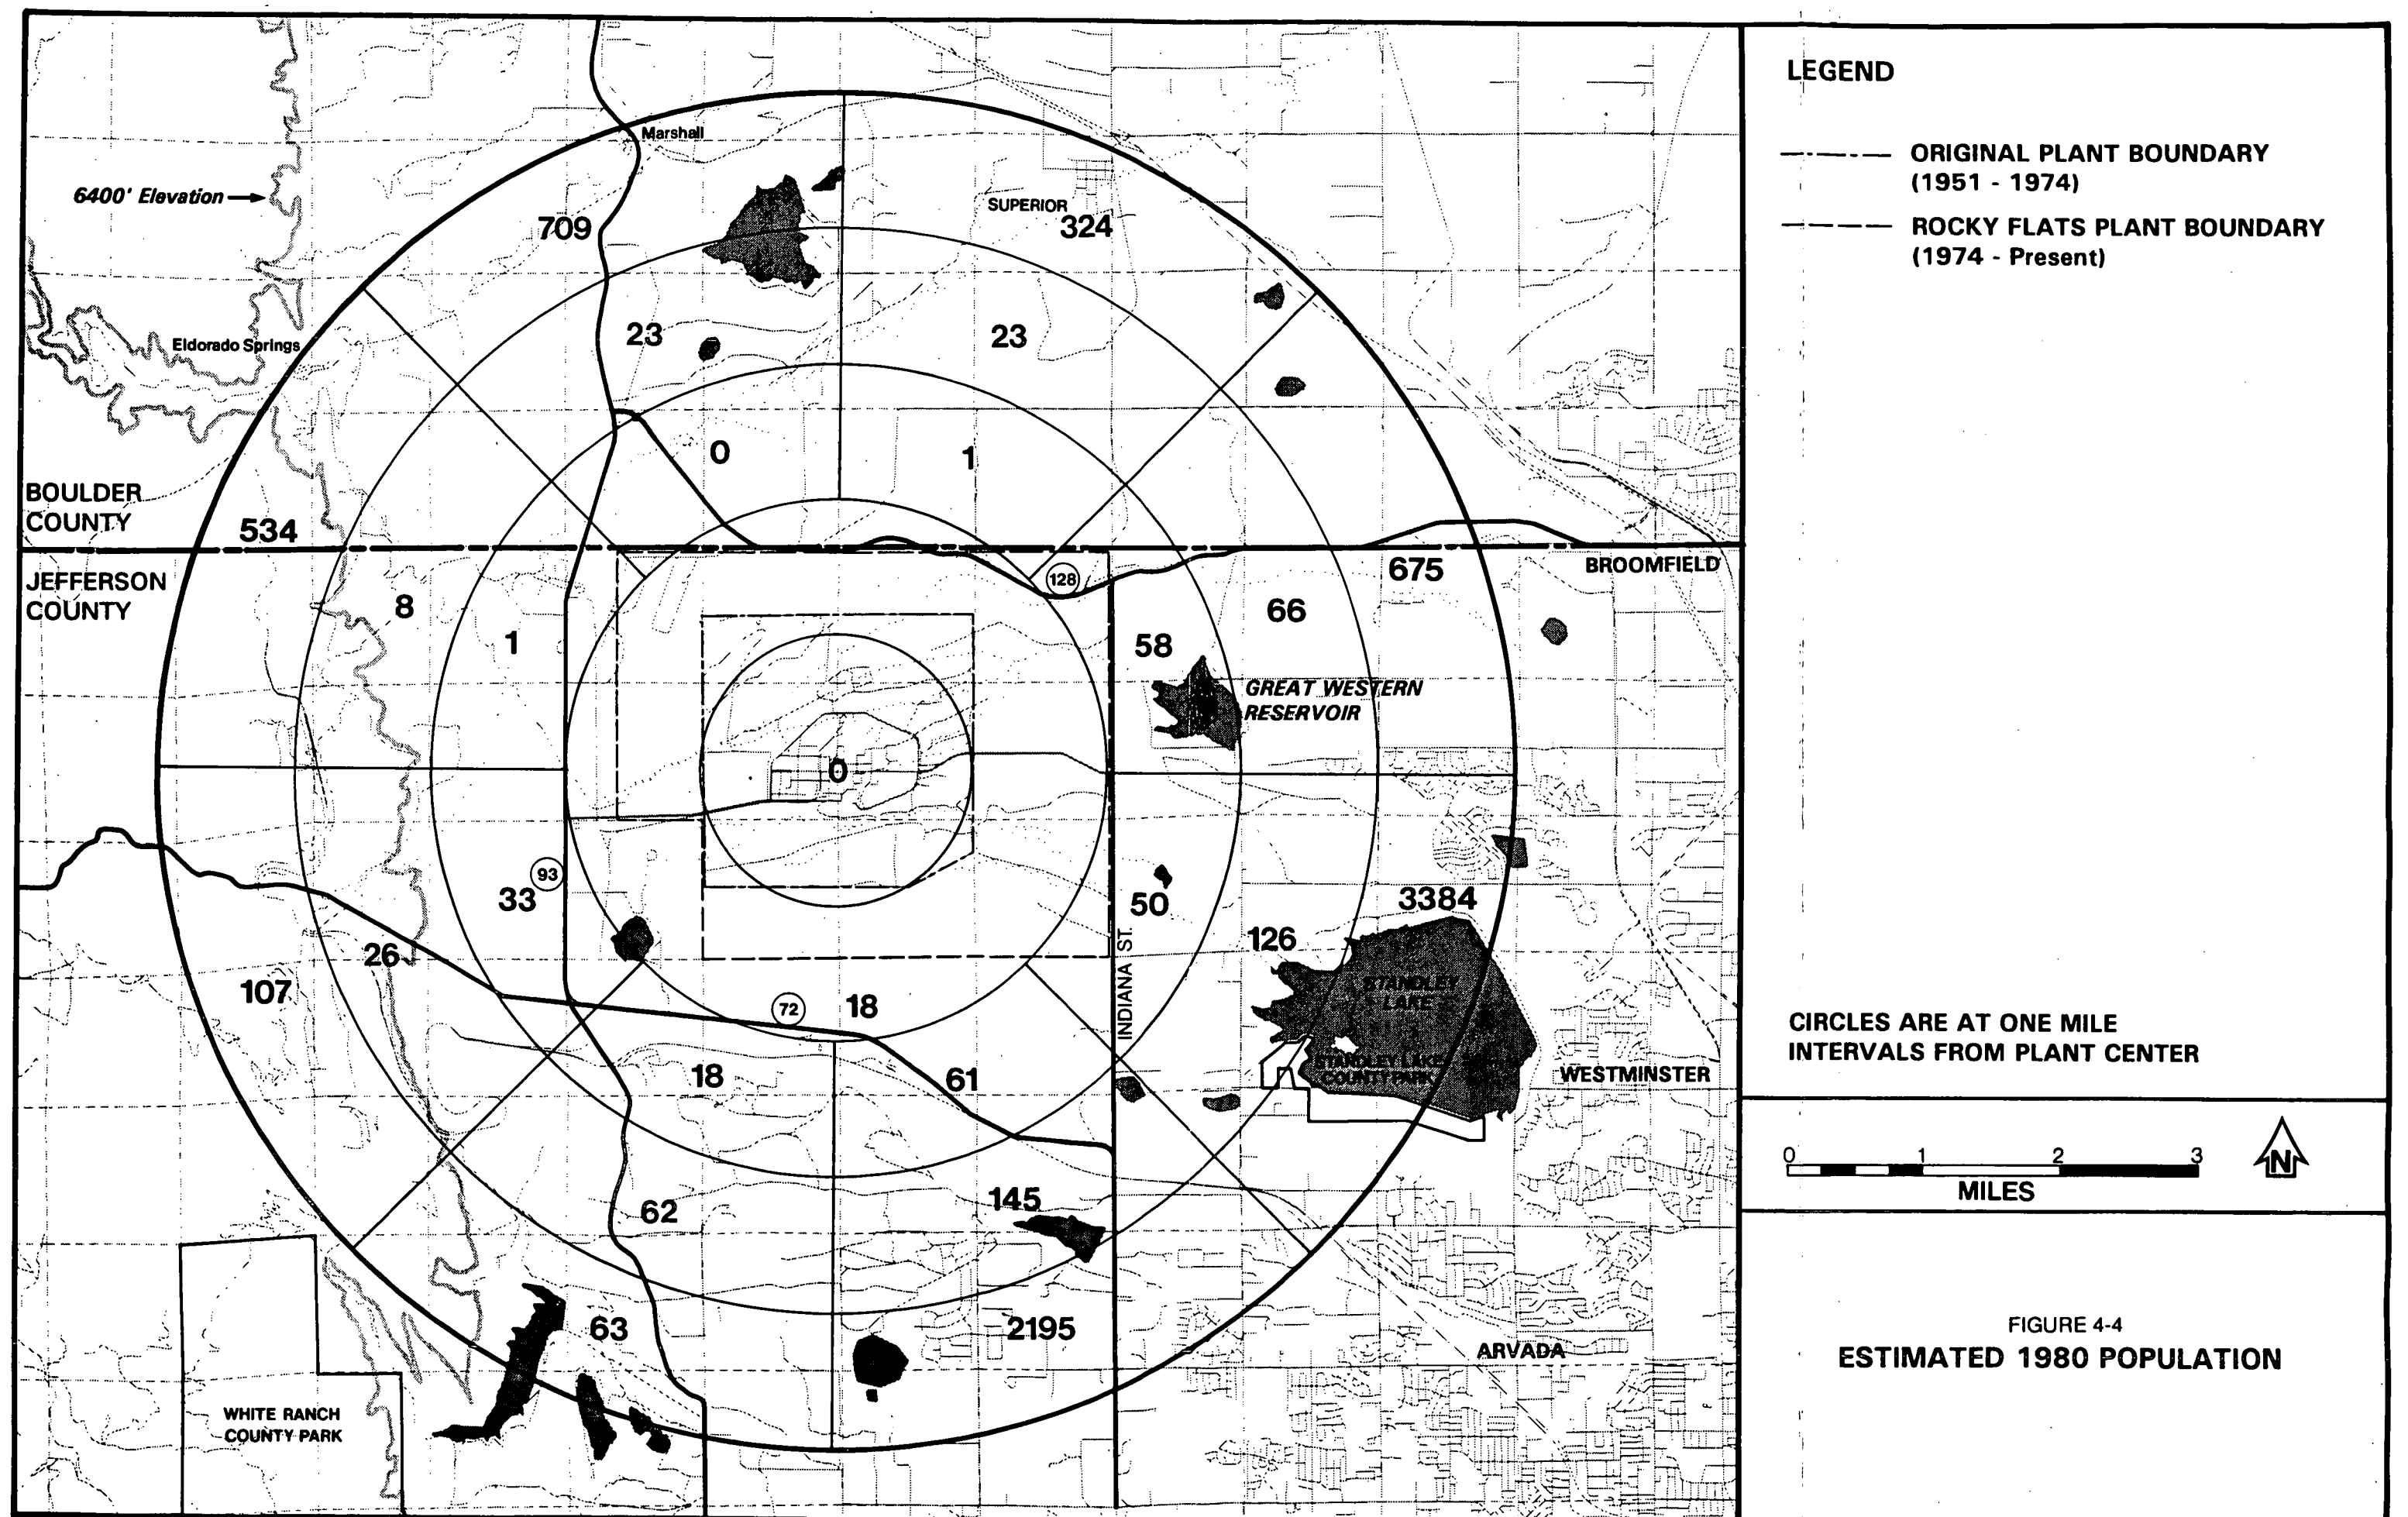 Marshall
6400' Elevation
709
SUPERIOR
324
23
23
Eldorado Springs
0
1
BOULDER
COUNTY
534
JEFFERSON
COUNTY
8
1
128
58
66
675
BROOMFIELD
GREAT WESTERN
RESERVOIR
0
93
33
50
3384
126
26
107
72
18
INDIANA ST.
STANDLEY
LAKE
STANDLEY LAKE
COUNTY PARK
WESTMINSTER
18
61
62
145
63
2195
ARVADA
WHITE RANCH
COUNTY PARK
LEGEND
ORIGINAL PLANT BOUNDARY
(1951 - 1974)
ROCKY FLATS PLANT BOUNDARY
(1974 - Present)
CIRCLES ARE AT ONE MILE
INTERVALS FROM PLANT CENTER
0 1 2 3
MILES
N
FIGURE 4-4
ESTIMATED 1980 POPULATION